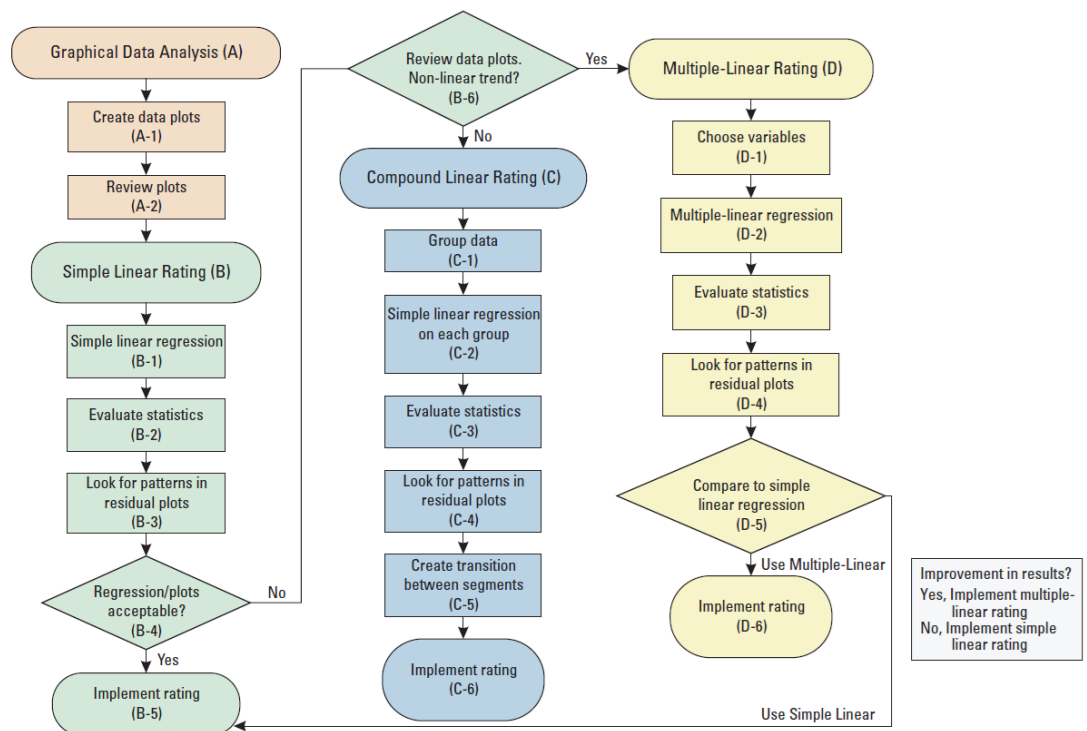 Graphical Data Analysis (A)
Create data plots
(A-1)
Review plots
(A-2)
Simple Linear Rating (B)
Simple linear regression
(B-1)
Evaluate statistics
(B-2)
Look for patterns in
residual plots
(B-3)
Regression/plots
acceptable?
(B-4)
No
Yes
Implement rating
(B-5)
Review data plots.
Non-linear trend?
(B-6)
Yes
No
Compound Linear Rating (C)
Group data
(C-1)
Simple linear regression
on each group
(C-2)
Evaluate statistics
(C-3)
Look for patterns in
residual plots
(C-4)
Create transition
between segments
(C-5)
Implement rating
(C-6)
Multiple-Linear Rating (D)
Choose variables
(D-1)
Multiple-linear regression
(D-2)
Evaluate statistics
(D-3)
Look for patterns in
residual plots
(D-4)
Compare to simple
linear regression
(D-5)
Use Multiple-Linear
Implement rating
(D-6)
Use Simple Linear
Improvement in results?
Yes, Implement multiple-
linear rating
No, Implement simple
linear rating